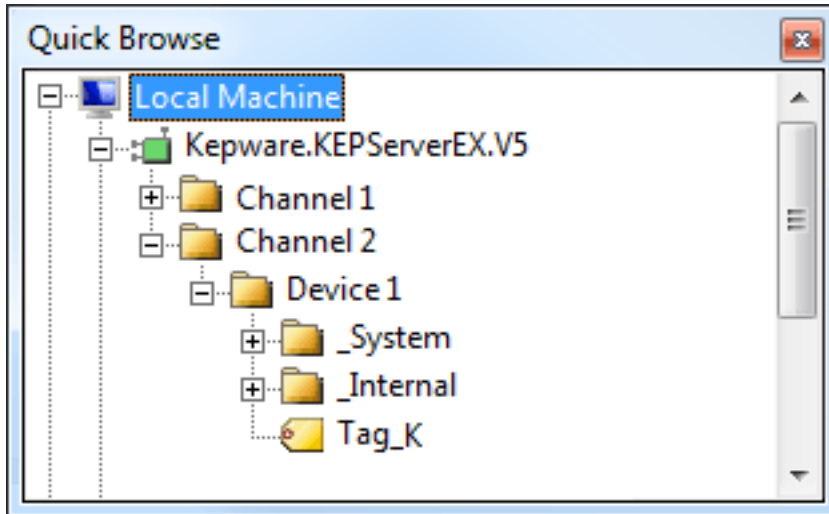 Quick Browse
Local Machine
Kepware.KEPServerEX.V5
Channel 1
Channel 2
Device 1
_System
_Internal
Tag_K